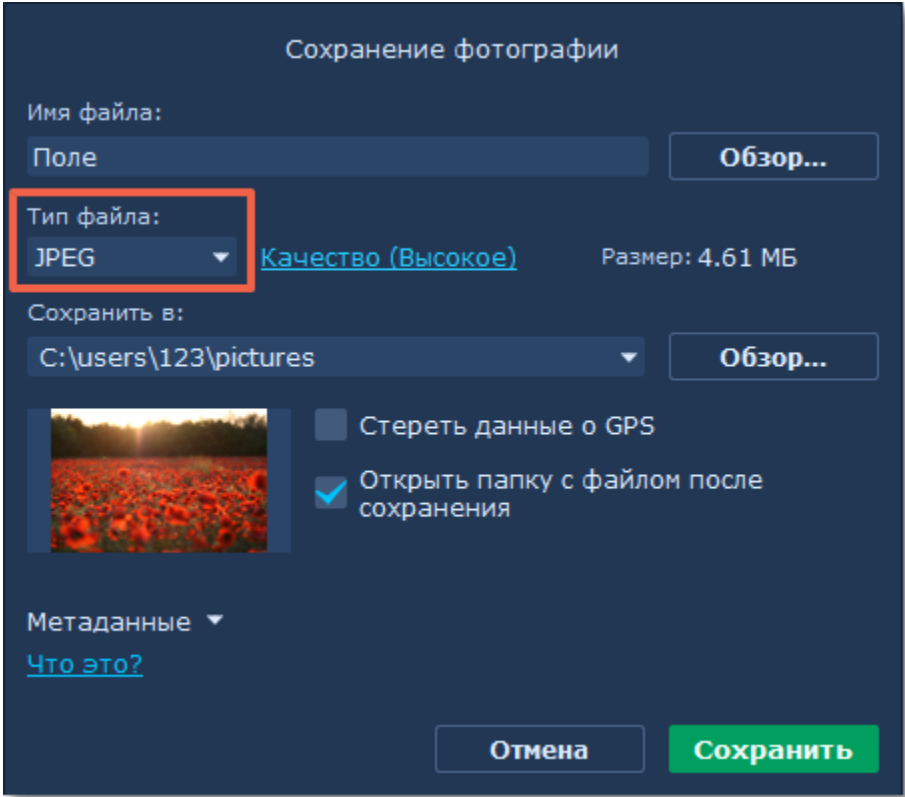 Сохранение фотографии
Имя файла:
Поле
Обзор...
Тип файла:
JPEG
Качество (Высокое)
Размер: 4.61 МБ
Сохранить в:
C:\users\123\pictures
Обзор...
Стереть данные о GPS
Открыть папку с файлом после
сохранения
Метаданные
Что это?
Отмена
Сохранить